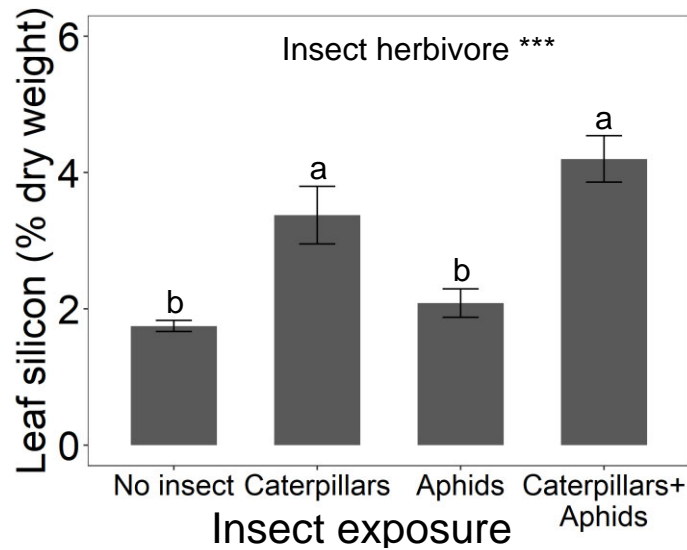 Insect herbivore ***
Leaf silicon (% dry weight)
6
4
2
0
b
a
b
a
No insect
Caterpillars
Aphids
Caterpillars+
Aphids
Insect exposure